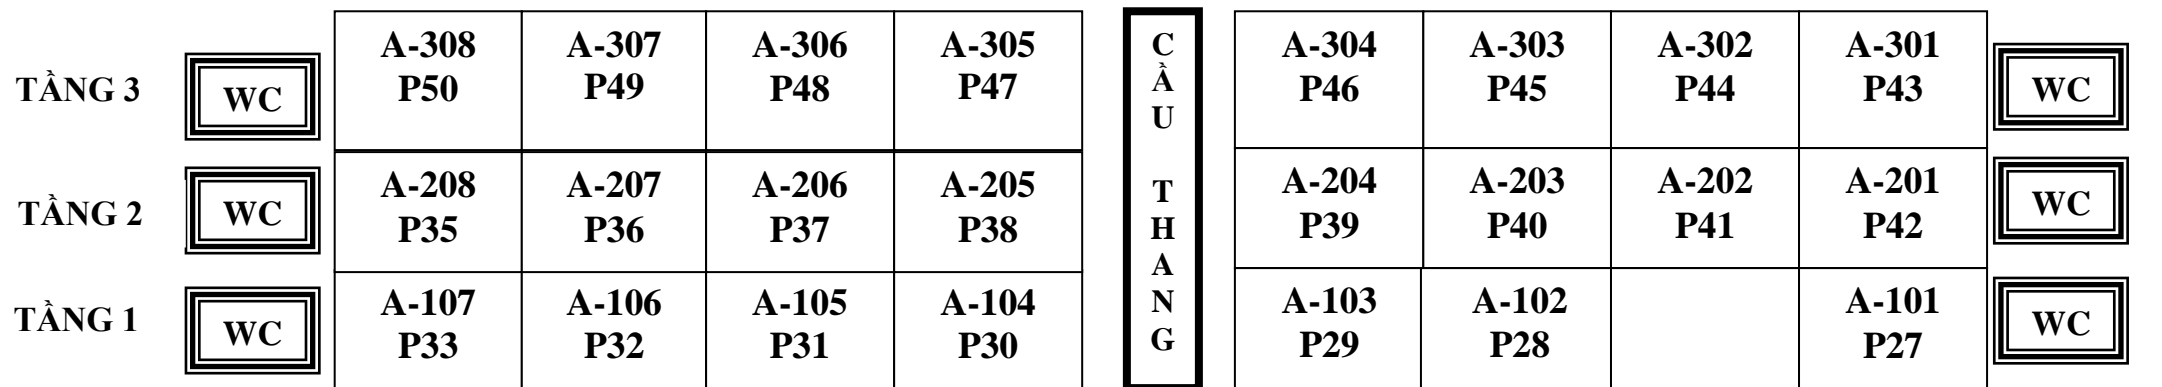 TẦNG 3
WC
A-308
P50
A-307
P49
A-306
P48
A-305
P47
CẦU THANG
A-304
P46
A-303
P45
A-302
P44
A-301
P43
WC
TẦNG 2
WC
A-208
P35
A-207
P36
A-206
P37
A-205
P38
A-204
P39
A-203
P40
A-202
P41
A-201
P42
WC
TẦNG 1
WC
A-107
P33
A-106
P32
A-105
P31
A-104
P30
A-103
P29
A-102
P28
A-101
P27
WC